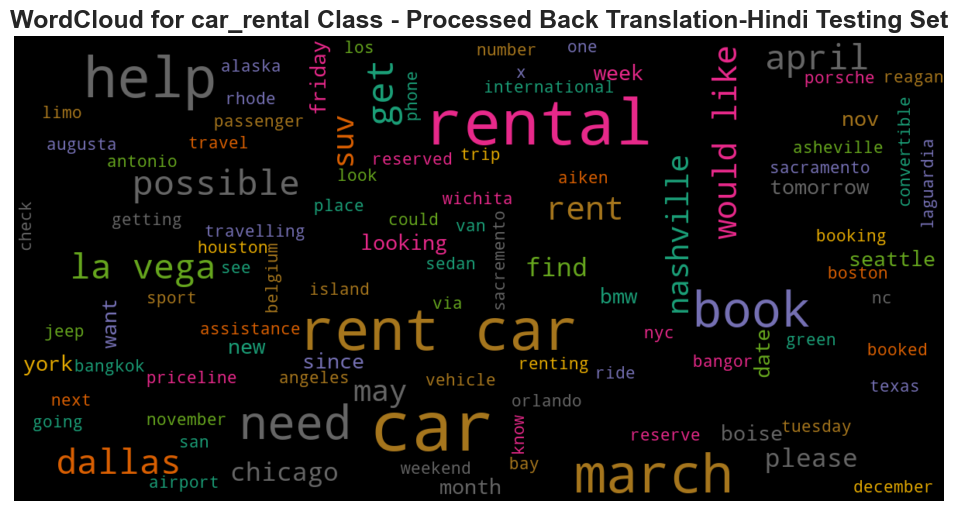 WordCloud for car_rental Class - Processed Back Translation-Hindi Testing Set
help
alaska
rhode
limo
passenger
augusta
travel
antonio
possible
friday
los
get
phone
suv
number
one
x
week
international
rental
would like
april
porsche
reagan
nov
convertible
laguardia
asheville
sacramento
tomorrow
reserved
trip
look
aiken
wichita
place
rent
nashville
check
getting
travelling
houston
see
belgium
could
van
looking
sedan
sacremento
find
booking
seattle
boston
la vega
sport
island
via
bmw
book
nc
jeep
want
assistance
new
rent car
since
nyc
date
green
booked
york
bangkok
priceline
angeles
vehicle
renting
ride
bangor
texas
next
going
november
san
may
orlando
need
car
know
reserve
boise
tuesday
dallas
airport
chicago
weekend
month
bay
march
please
december